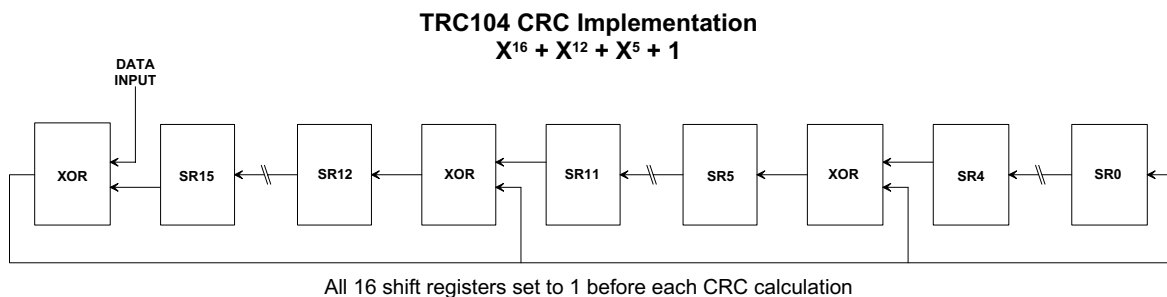 TRC104 CRC Implementation
X¹⁶ + X¹² + X⁵ + 1
DATA
INPUT
XOR
SR15
SR12
XOR
SR11
SR5
XOR
SR4
SR0
All 16 shift registers set to 1 before each CRC calculation